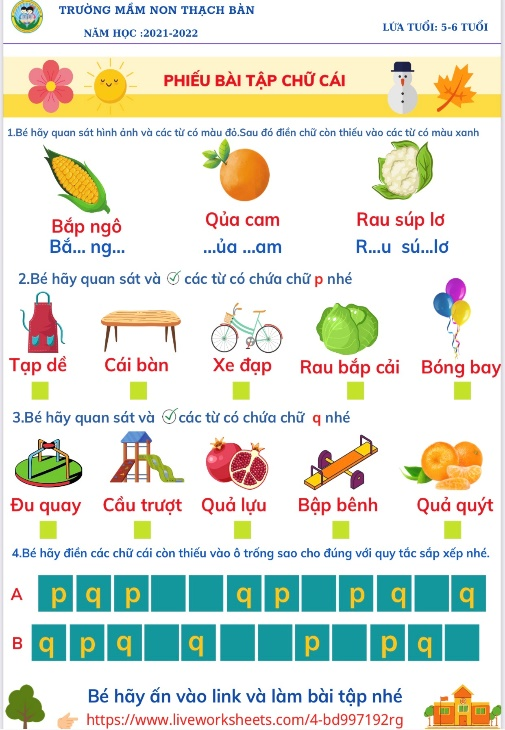 TRƯỜNG MẦM NON THẠCH BÀN
NĂM HỌC :2021-2022
LỨA TUỔI: 5-6 TUỔI
PHIẾU BÀI TẬP CHỮ CÁI
1.Bé hãy quan sát hình ảnh và các từ có màu đỏ.Sau đó điền chữ còn thiếu vào các từ có màu xanh
Bắp ngô Qủa cam Rau súp lơ
Bắ... ng... ...ủa ...am R...u sú...lơ
2.Bé hãy quan sát và các từ có chứa chữ p nhé
Tạp dề Cái bàn Xe đạp Rau bắp cải Bóng bay
3.Bé hãy quan sát và các từ có chứa chữ q nhé
Đu quay Cầu trượt Quả lựu Bập bênh Quả quýt
4.Bé hãy điền các chữ cái còn thiếu vào ô trống sao cho đúng với quy tắc sắp xếp nhé.
A p q p q p p q q
B q p q q p p q
Bé hãy ấn vào link và làm bài tập nhé
https://www.liveworksheets.com/4-bd997192rg